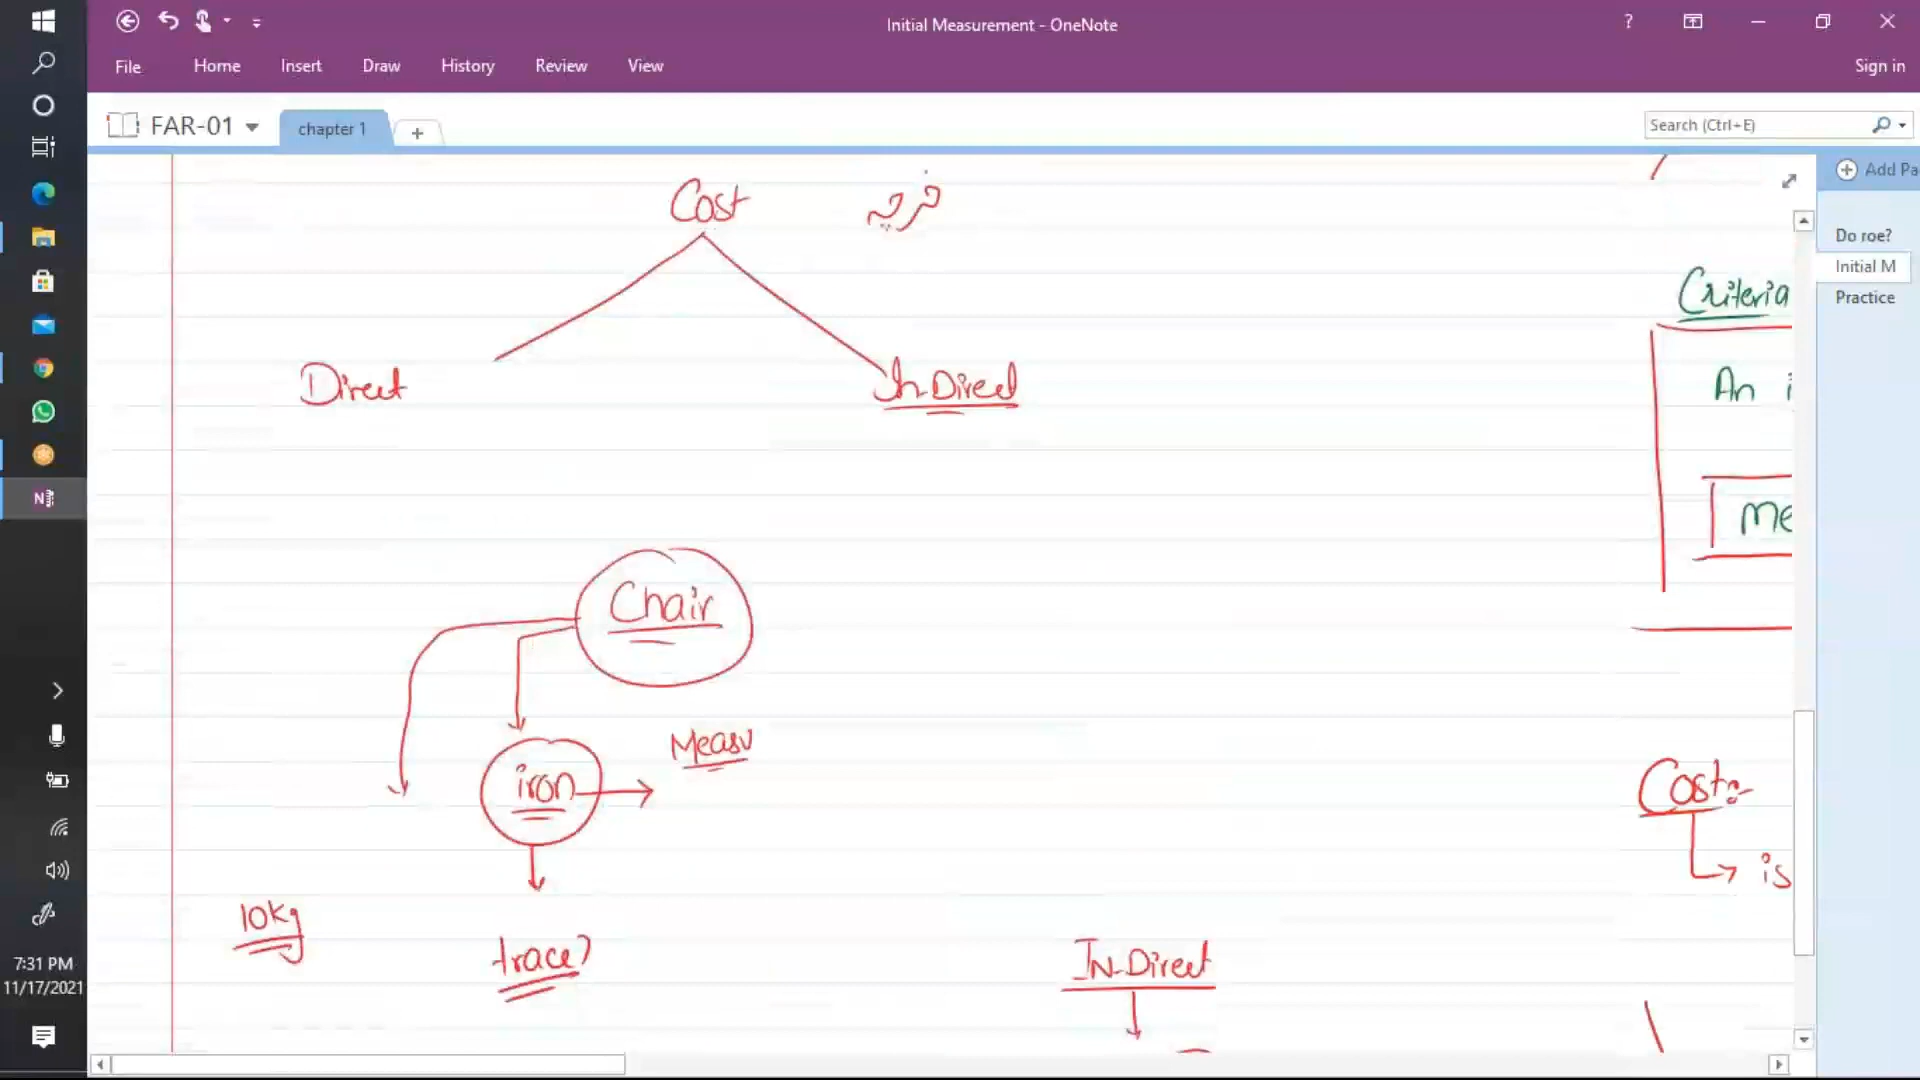 Initial Measurement - OneNote
?
File Home Insert Draw History Review View
Sign in
FAR-01
chapter 1
+
Search (Ctrl+E)
Add Pa
Do roe?
Initial M
Practice
Cost
Direct
In-Direct
Criteria
An i
Me
Chair
iron
Measu
10kg
trace?
IN-Direct
Cost:-
is
7:31 PM
11/17/2021